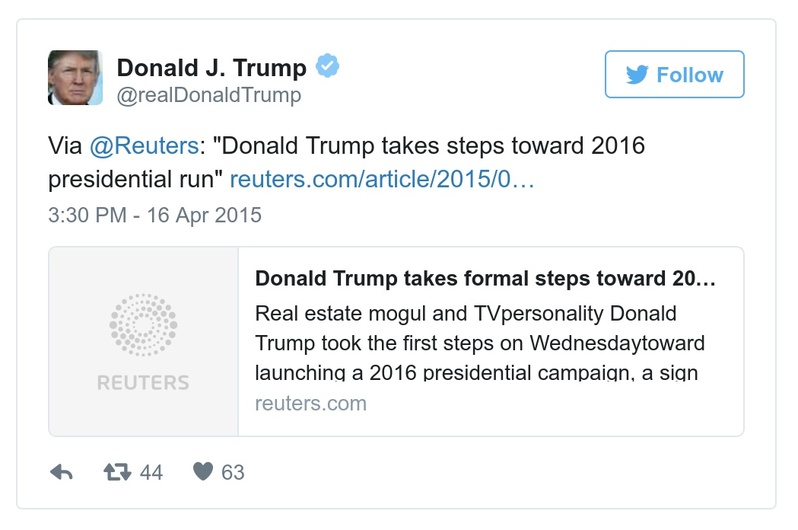 Donald J. Trump
@realDonaldTrump
Follow
Via @Reuters: "Donald Trump takes steps toward 2016
presidential run" reuters.com/article/2015/0…
3:30 PM - 16 Apr 2015
REUTERS
Donald Trump takes formal steps toward 20…
Real estate mogul and TVpersonality Donald
Trump took the first steps on Wednesdaytoward
launching a 2016 presidential campaign, a sign
reuters.com
44
63